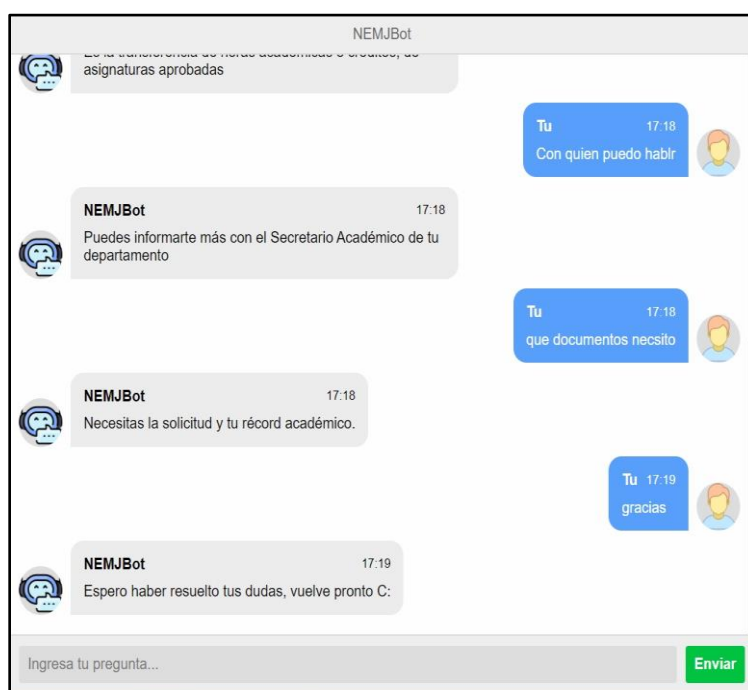 NEMJBot
asignaturas aprobadas
Tu 17:18
Con quien puedo hablr
NEMJBot 17:18
Puedes informarte más con el Secretario Académico de tu
departamento
Tu 17:18
que documentos necsito
NEMJBot 17:18
Necesitas la solicitud y tu récord académico.
Tu 17:19
gracias
NEMJBot 17:19
Espero haber resuelto tus dudas, vuelve pronto C:
Ingresa tu pregunta...
Enviar